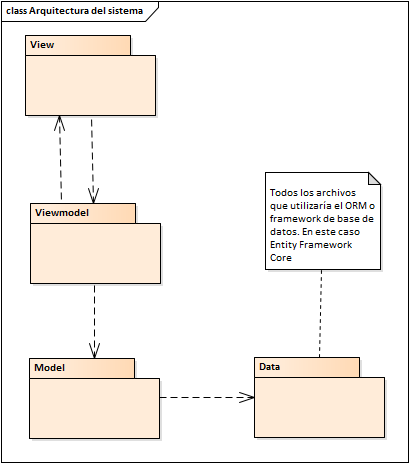 class Arquitectura del sistema
View
Viewmodel
Todos los archivos
que utilizaría el ORM o
framework de base de
datos. En este caso
Entity Framework
Core
Model
Data